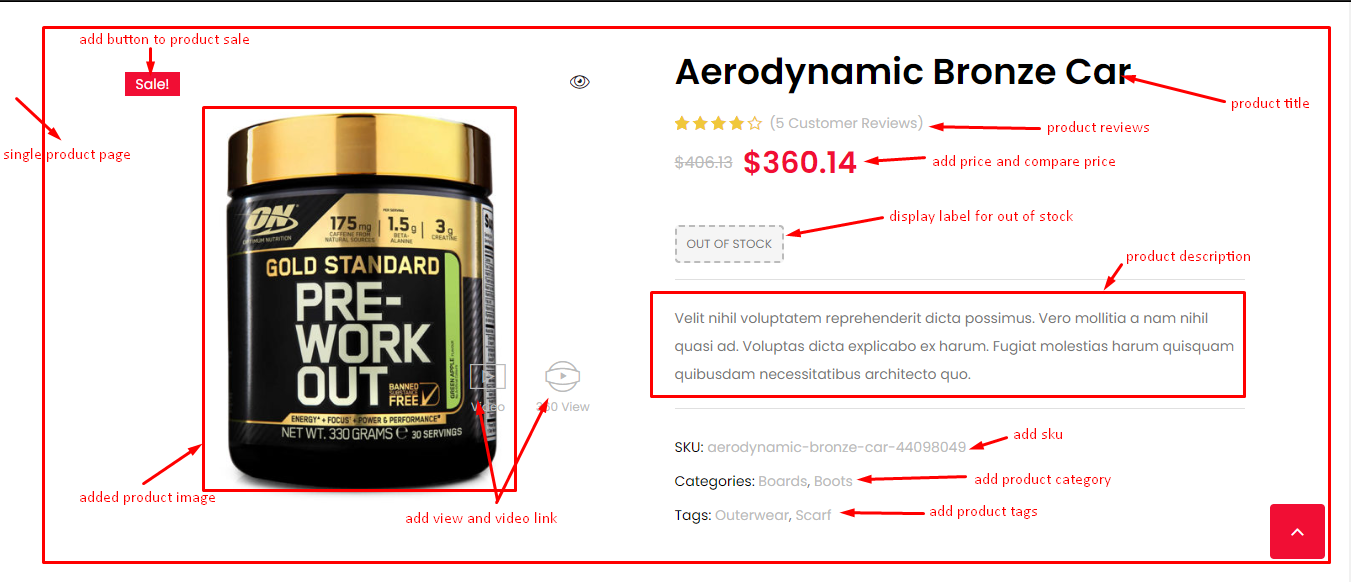 add button to product sale
Sale!
single product page
Aerodynamic Bronze Car
product title
(5 Customer Reviews)
product reviews
$406.13 $360.14
add price and compare price
display label for out of stock
OUT OF STOCK
product description
Velit nihil voluptatem reprehenderit dicta possimus. Vero mollitia a nam nihil
quasi ad. Voluptas dicta explicabo ex harum. Fugiat molestias harum quisquam
quibusdam necessitatibus architecto quo.
SKU: aerodynamic-bronze-car-44098049
add sku
Categories: Boards, Boots
add product category
Tags: Outerwear, Scarf
add product tags
ON
OPTIMUM NUTRITION
PER SERVING
175mg
CAFFEINE FROM
NATURAL SOURCES
1.5g
BETA-
ALANINE
3g
CREATINE
GOLD STANDARD
PRE-
WORK
OUT
GREEN APPLE FLAVOUR
BANNED
SUBSTANCE
FREE
ENERGY* + FOCUS* + POWER & PERFORMANCE*
NET WT. 330 GRAMS e 30 SERVINGS
Video
360 View
added product image
add view and video link